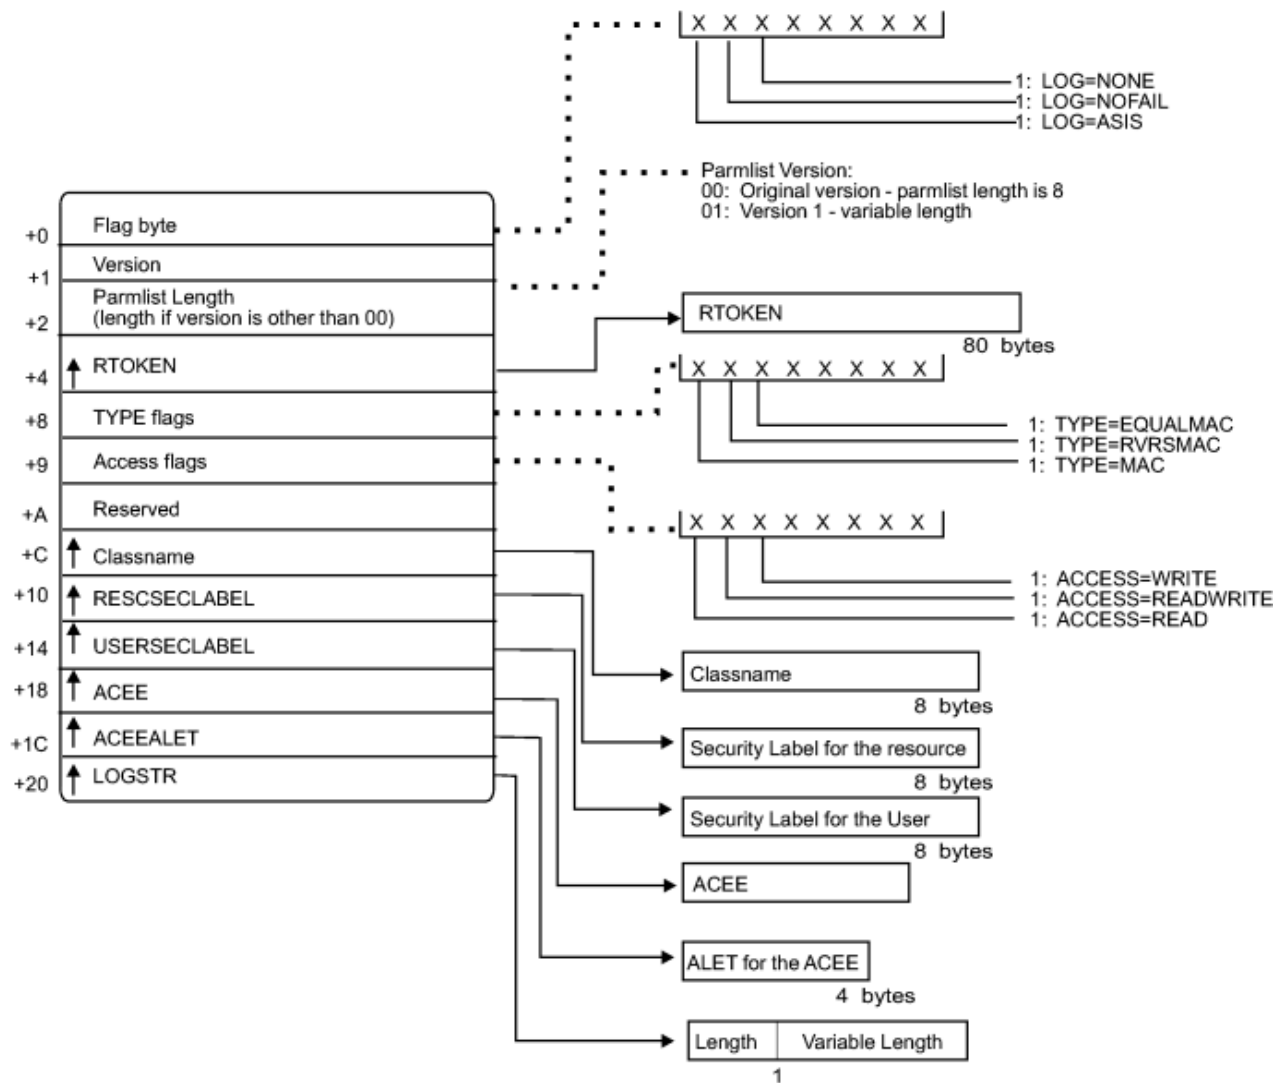 X X X X X X X X
1: LOG=NONE
1: LOG=NOFAIL
1: LOG=ASIS
Parmlist Version:
00: Original version - parmlist length is 8
01: Version 1 - variable length
+0 Flag byte
+1 Version
+2 Parmlist Length
(length if version is other than 00)
+4 RTOKEN
+8 TYPE flags
+9 Access flags
+A Reserved
+C Classname
+10 RESCSECLABEL
+14 USERSECLABEL
+18 ACEE
+1C ACEEALET
+20 LOGSTR
RTOKEN
80 bytes
X X X X X X X X
1: TYPE=EQUALMAC
1: TYPE=RVRSMAC
1: TYPE=MAC
X X X X X X X X
1: ACCESS=WRITE
1: ACCESS=READWRITE
1: ACCESS=READ
Classname
8 bytes
Security Label for the resource
8 bytes
Security Label for the User
8 bytes
ACEE
ALET for the ACEE
4 bytes
Length Variable Length
1